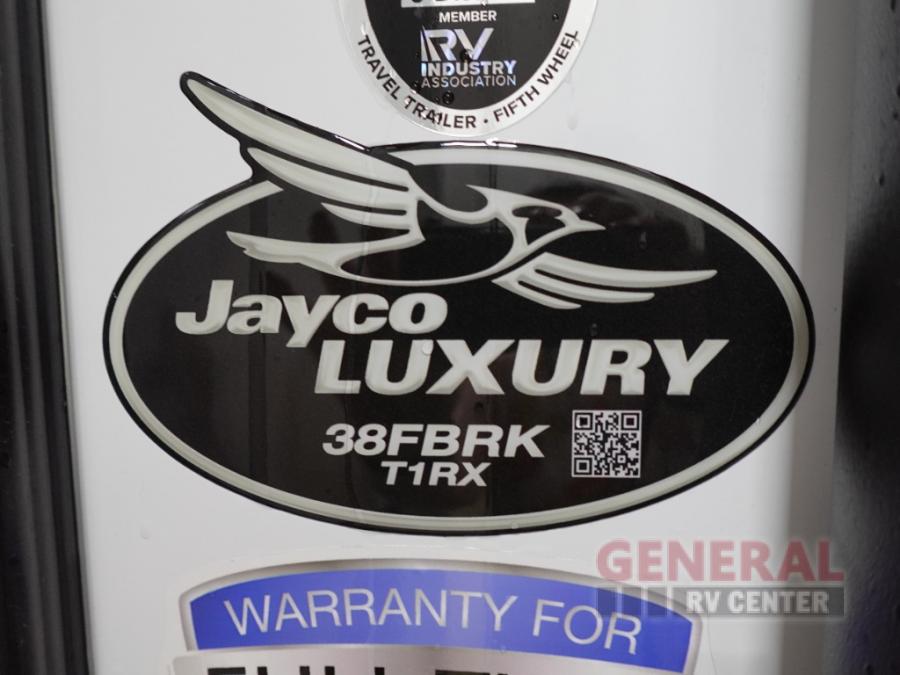 MEMBER
RV
INDUSTRY
ASSOCIATION
TRAVEL TRAILER • FIFTH WHEEL
Jayco
LUXURY
38FBRK
T1RX
GENERAL
RV CENTER
WARRANTY FOR